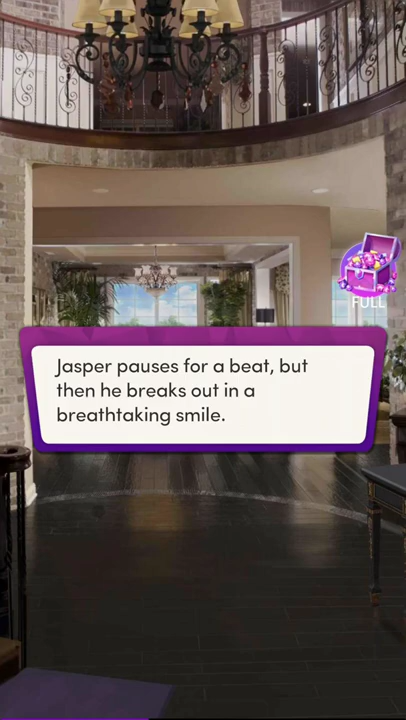 FULL
Jasper pauses for a beat, but
then he breaks out in a
breathtaking smile.